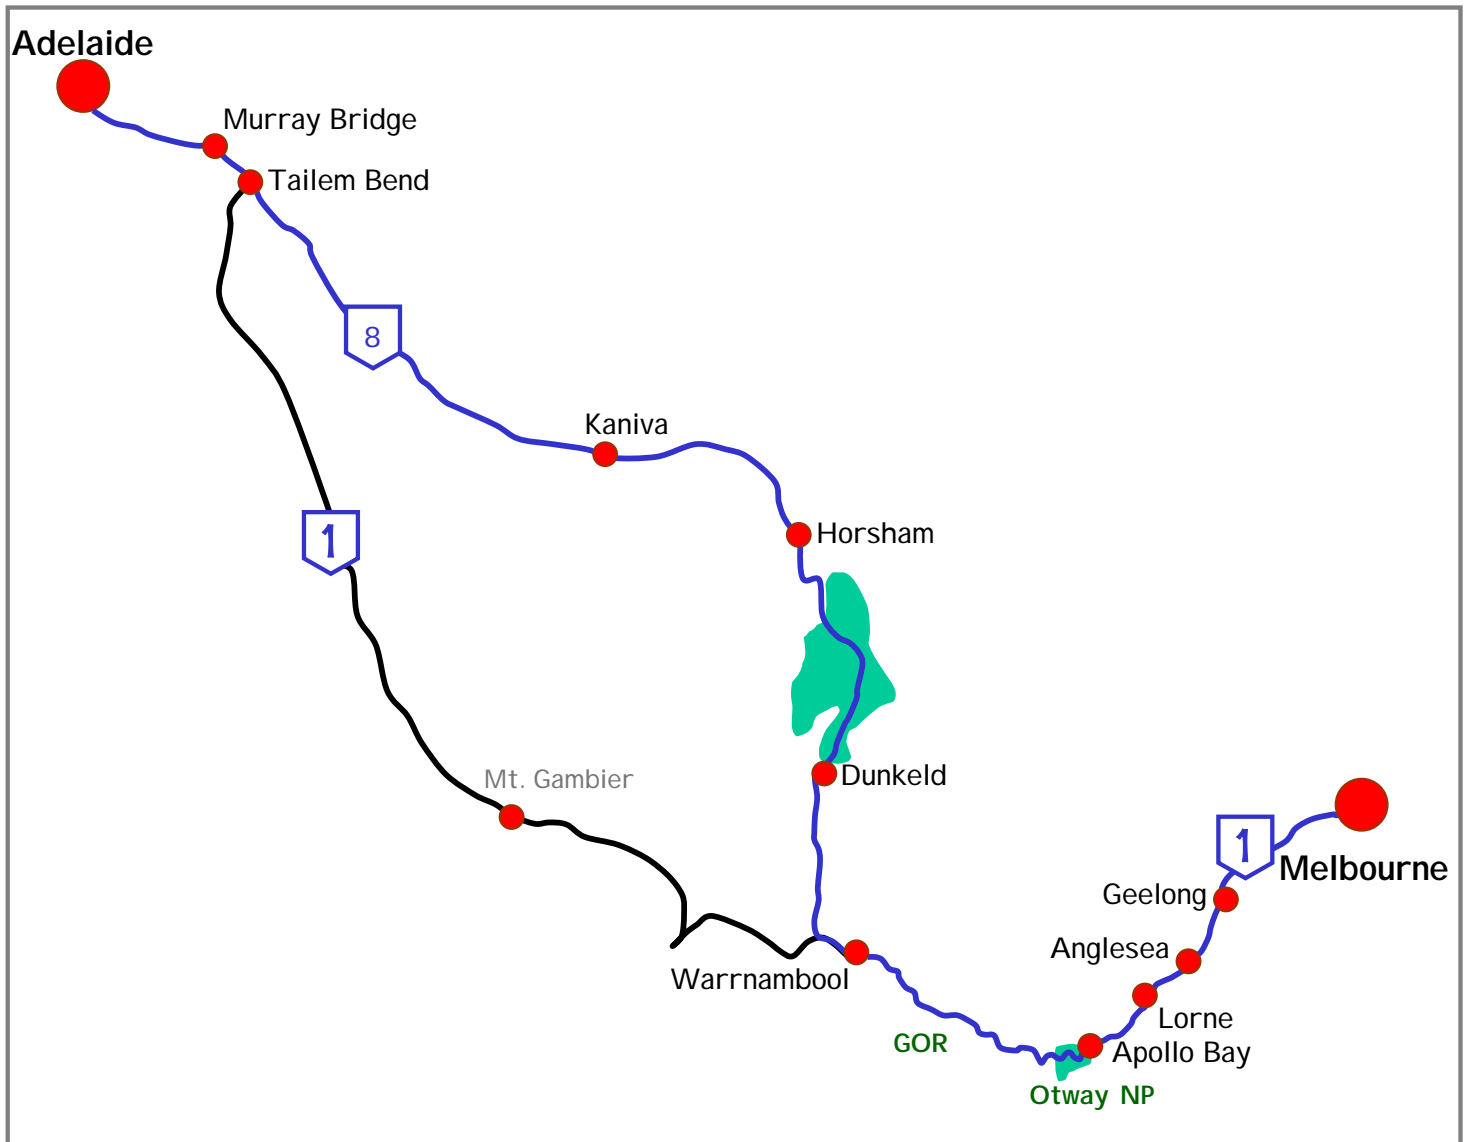 Adelaide
Murray Bridge
Tailem Bend
8
Kaniva
1
Horsham
Mt. Gambier
Dunkeld
1
Melbourne
Geelong
Anglesea
Warrnambool
Lorne
GOR
Apollo Bay
Otway NP